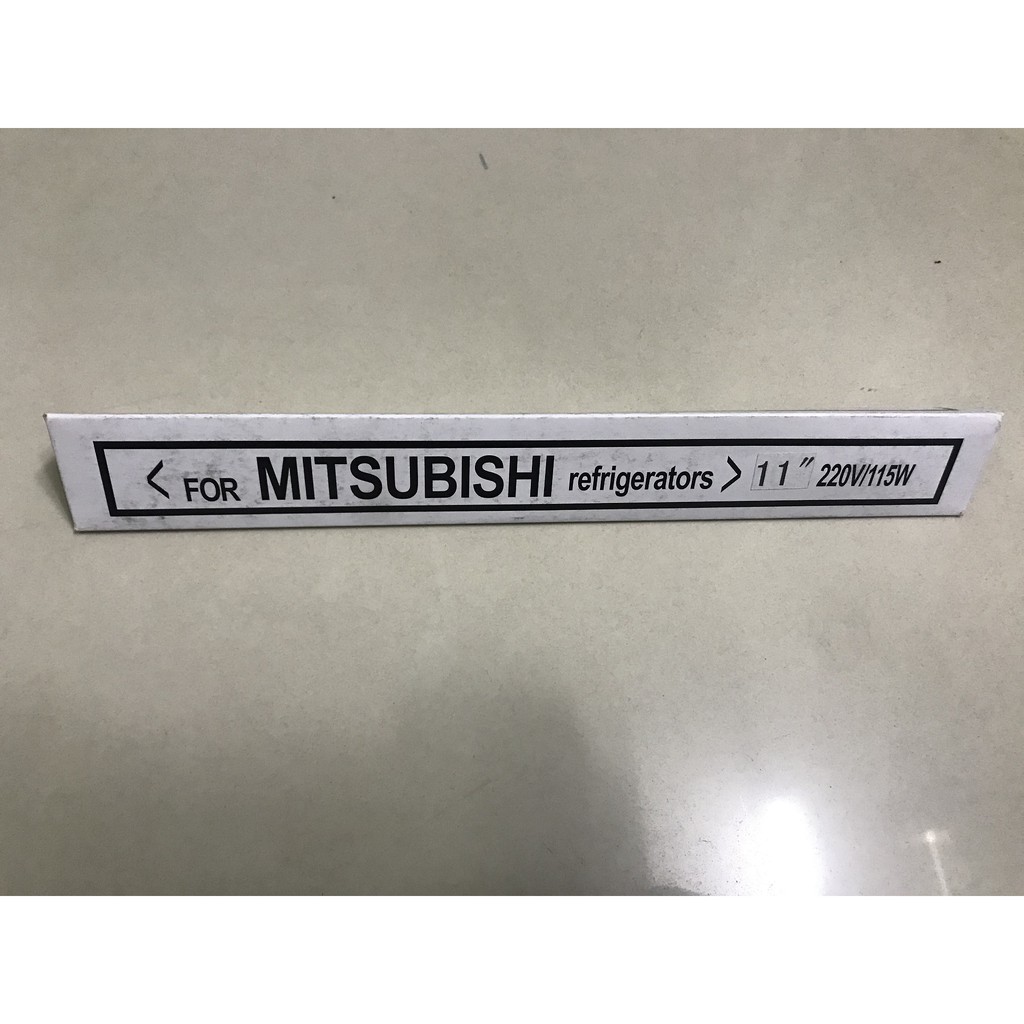 < FOR MITSUBISHI refrigerators > 11" 220V/115W